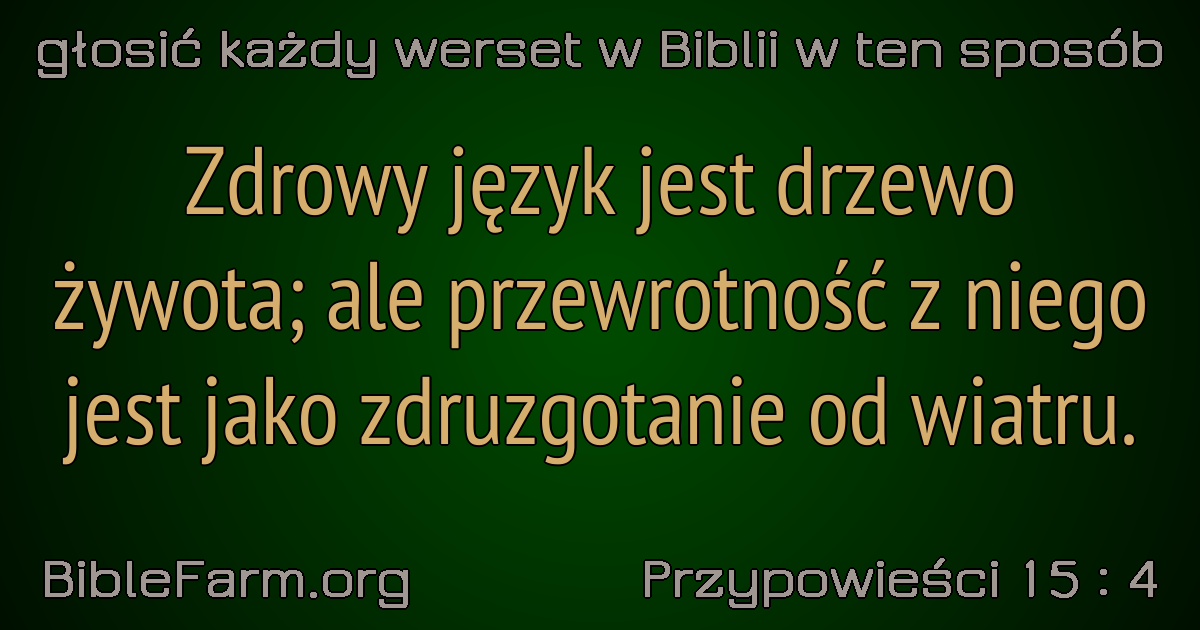 głosić każdy werset w Biblii w ten sposób
Zdrowy język jest drzewo
żywota; ale przewrotność z niego
jest jako zdruzgotanie od wiatru.
BibleFarm.org
Przypowieści 15 : 4